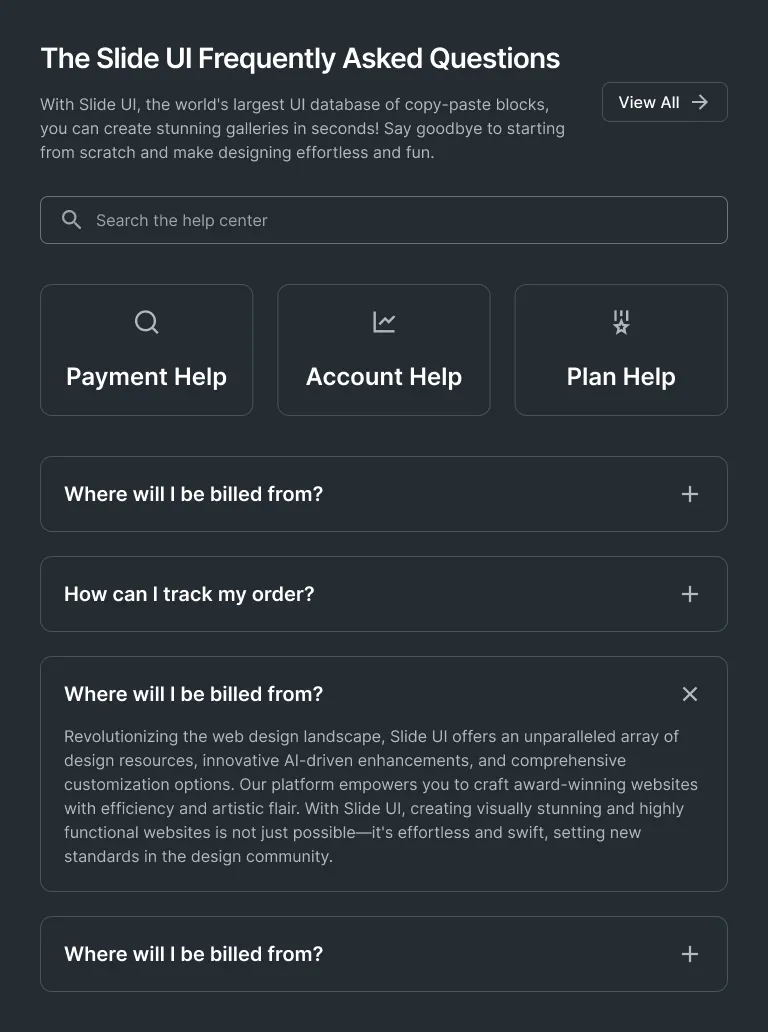 The Slide UI Frequently Asked Questions
With Slide UI, the world's largest UI database of copy-paste blocks,
you can create stunning galleries in seconds! Say goodbye to starting
from scratch and make designing effortless and fun.
View All
Search the help center
Payment Help
Account Help
Plan Help
Where will I be billed from?
How can I track my order?
Where will I be billed from?
Revolutionizing the web design landscape, Slide UI offers an unparalleled array of
design resources, innovative AI-driven enhancements, and comprehensive
customization options. Our platform empowers you to craft award-winning websites
with efficiency and artistic flair. With Slide UI, creating visually stunning and highly
functional websites is not just possible—it's effortless and swift, setting new
standards in the design community.
Where will I be billed from?